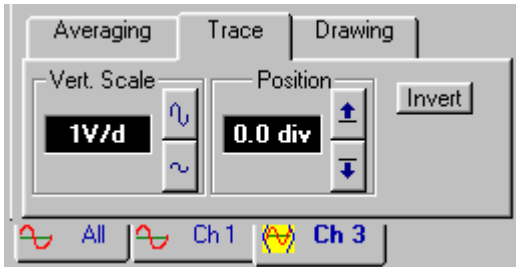 Averaging Trace Drawing
Vert. Scale Position
Invert
1V/d 0.0 div
All Ch 1 Ch 3